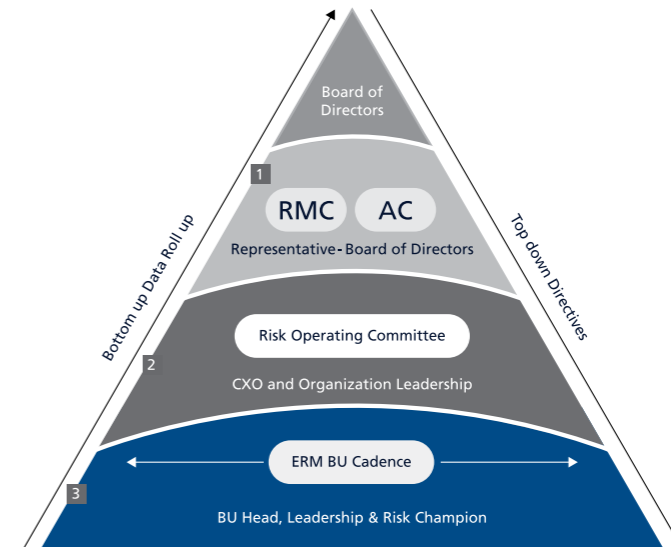 Board of
Directors
1
RMC AC
Representative-Board of Directors
Bottom up Data Roll up
Top down Directives
Risk Operating Committee
2
CXO and Organization Leadership
ERM BU Cadence
3
BU Head, Leadership & Risk Champion